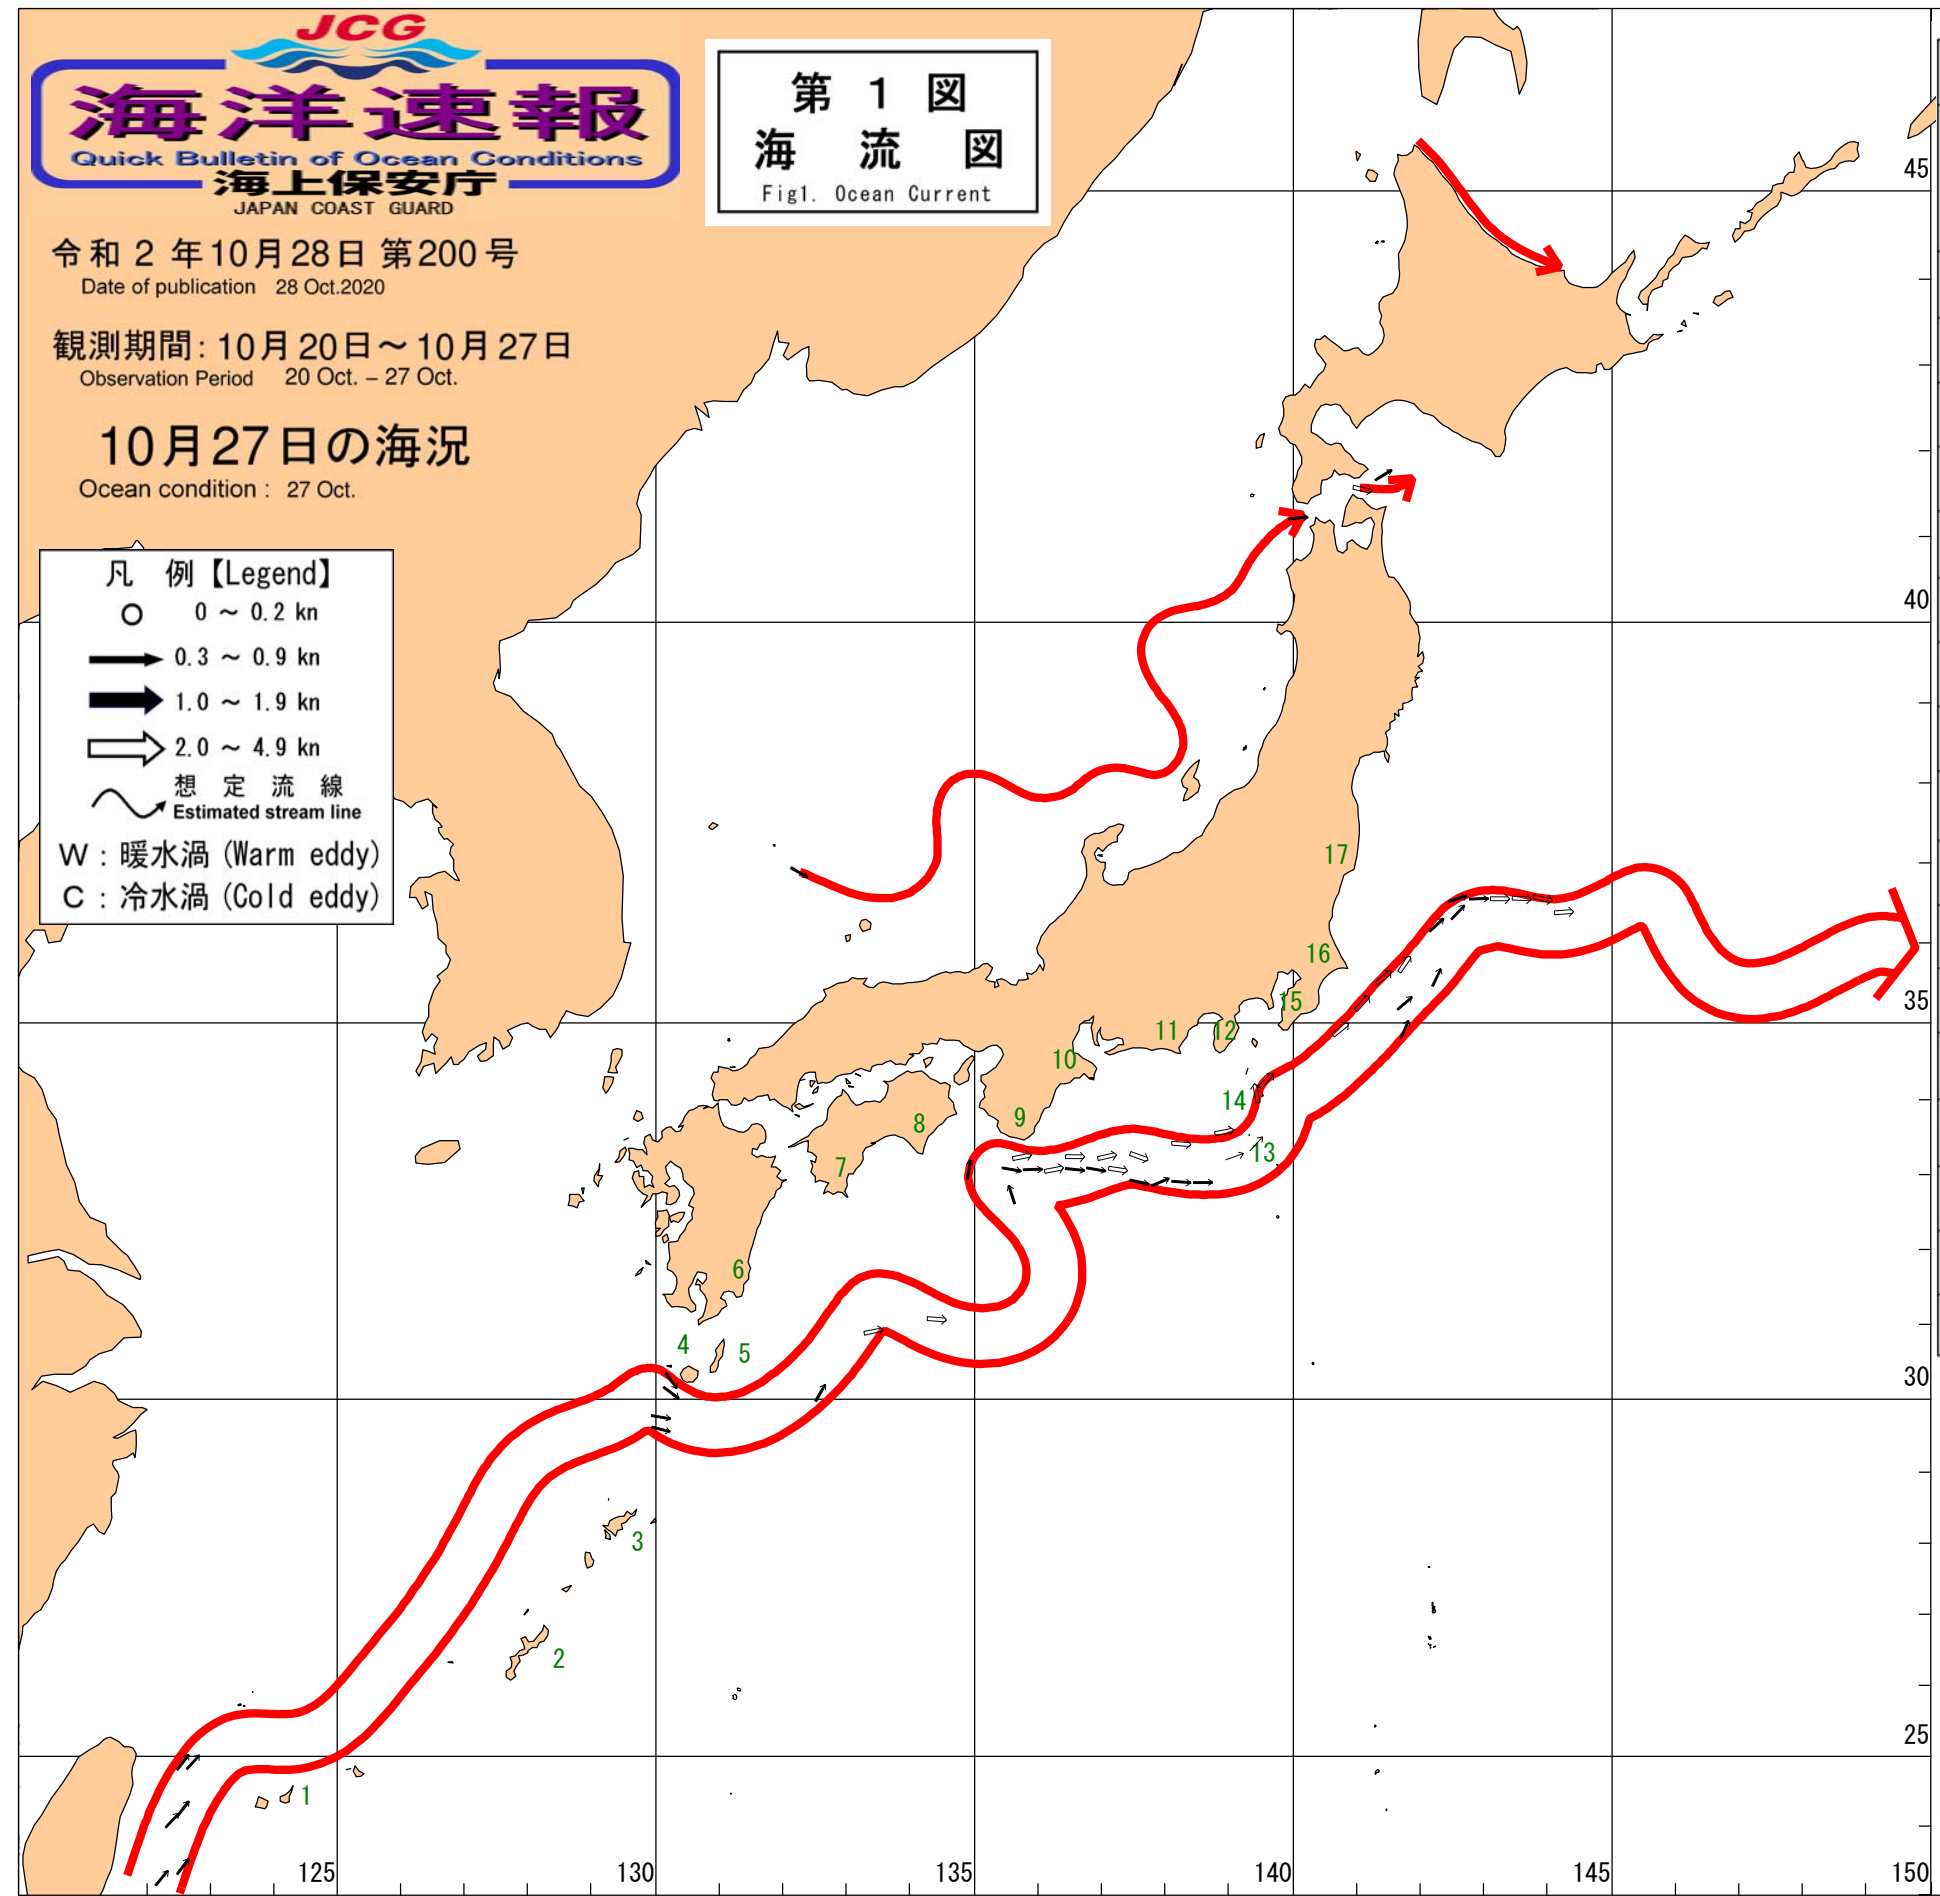 JCG
海洋速報
Quick Bulletin of Ocean Conditions
海上保安庁
JAPAN COAST GUARD
第 1 図
海 流 図
Fig1. Ocean Current
令和 2 年10月28日 第200号
Date of publication 28 Oct.2020
観測期間: 10月20日～10月27日
Observation Period 20 Oct. – 27 Oct.
10月27日の海況
Ocean condition : 27 Oct.
凡 例【Legend】
0 ～ 0.2 kn
0.3 ～ 0.9 kn
1.0 ～ 1.9 kn
2.0 ～ 4.9 kn
想 定 流 線
Estimated stream line
W : 暖水渦 (Warm eddy)
C : 冷水渦 (Cold eddy)
45
40
17
16
35
15
12
11
10
14
9
8
13
7
6
4
5
30
3
2
25
1
125
130
135
140
145
150